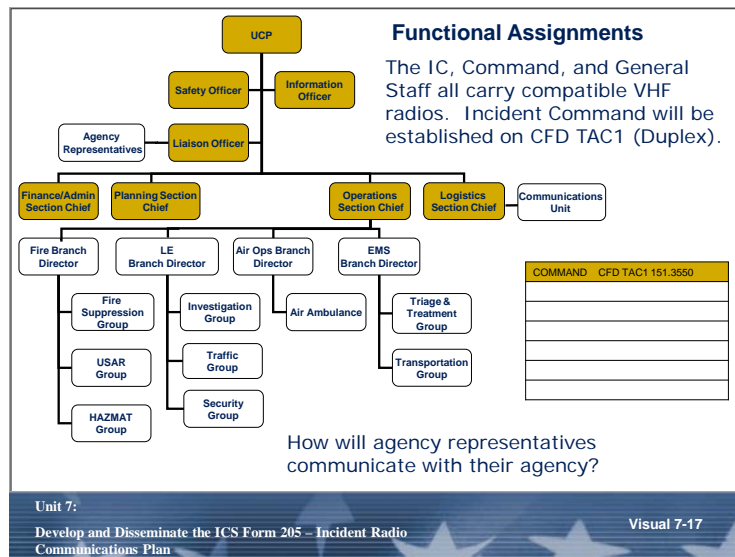 UCP
Functional Assignments
The IC, Command, and General
Staff all carry compatible VHF
radios. Incident Command will be
established on CFD TAC1 (Duplex).
Safety Officer
Information
Officer
Agency
Representatives
Liaison Officer
Finance/Admin
Section Chief
Planning Section
Chief
Operations
Section Chief
Logistics
Section Chief
Communications
Unit
Fire Branch
Director
LE
Branch Director
Air Ops Branch
Director
EMS
Branch Director
COMMAND CFD TAC1 151.3550
Fire
Suppression
Group
Investigation
Group
Air Ambulance
Triage &
Treatment
Group
USAR
Group
Traffic
Group
Transportation
Group
HAZMAT
Group
Security
Group
How will agency representatives
communicate with their agency?
Unit 7:
Develop and Disseminate the ICS Form 205 – Incident Radio
Communications Plan
Visual 7-17